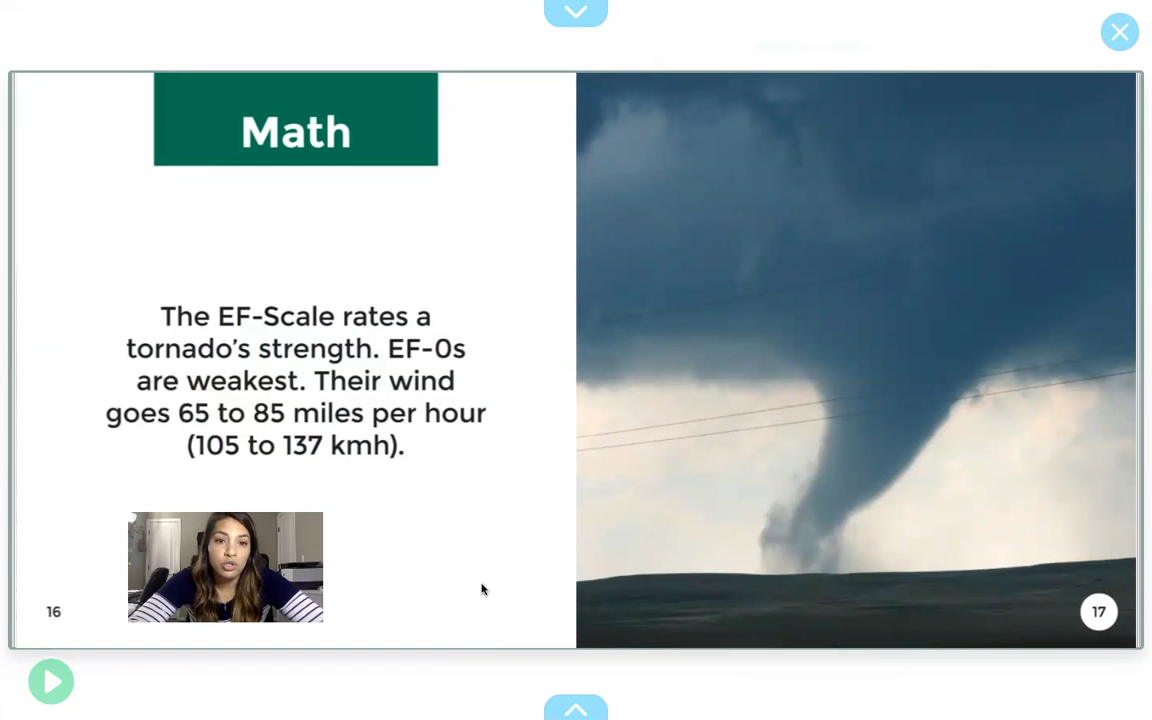 Math
The EF-Scale rates a
tornado's strength. EF-0s
are weakest. Their wind
goes 65 to 85 miles per hour
(105 to 137 kmh).
16
17